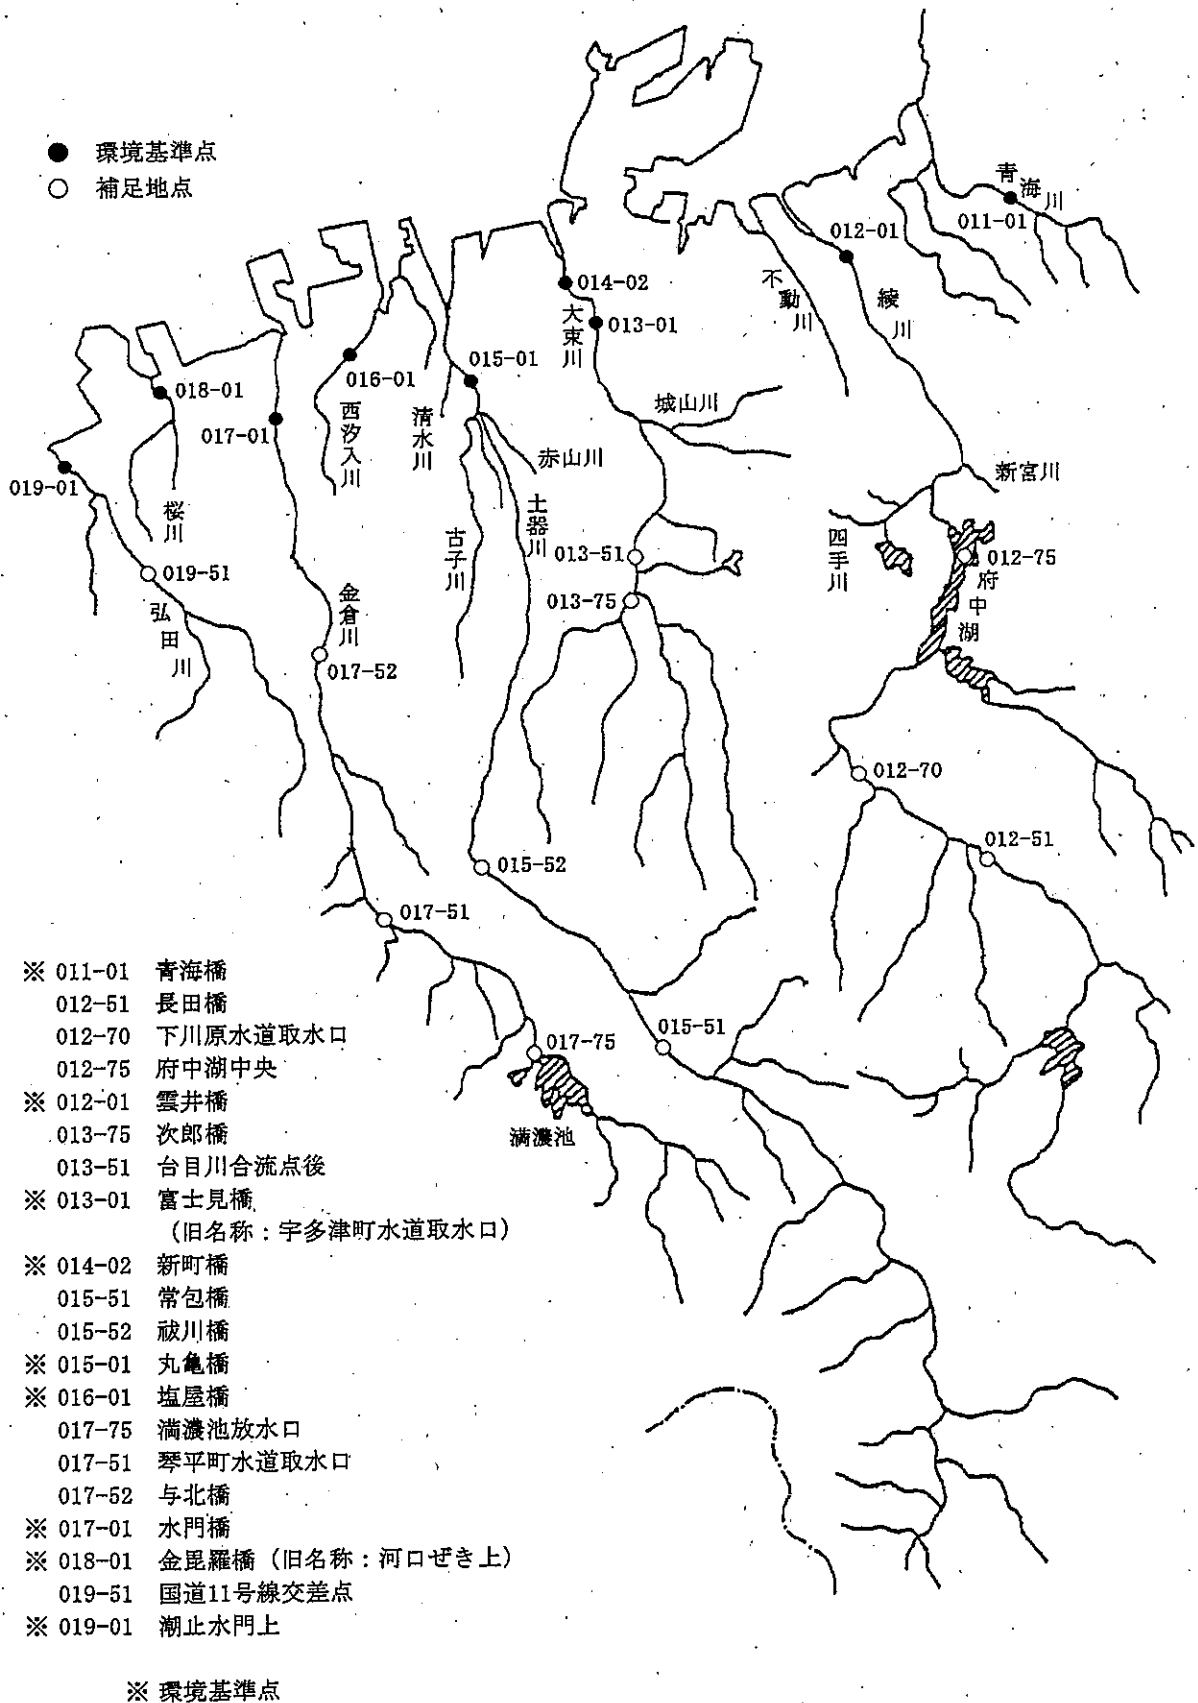 ● 環境基準点
○ 補足地点
青海川
011-01
012-01
綾川
不動川
014-02
大束川
013-01
015-01
016-01
018-01
017-01
西汐入川
清水川
城山川
赤山川
新宮川
019-01
桜川
土器川
古子川
四手川
013-51
012-75
府中湖
019-51
013-75
弘田川
金倉川
017-52
012-70
012-51
015-52
017-51
015-51
017-75
満濃池
※ 011-01 青海橋
012-51 長田橋
012-70 下川原水道取水口
012-75 府中湖中央
※ 012-01 雲井橋
013-75 次郎橋
013-51 台目川合流点後
※ 013-01 富士見橋
(旧名称：宇多津町水道取水口)
※ 014-02 新町橋
015-51 常包橋
015-52 祓川橋
※ 015-01 丸亀橋
※ 016-01 塩屋橋
017-75 満濃池放水口
017-51 琴平町水道取水口
017-52 与北橋
※ 017-01 水門橋
※ 018-01 金毘羅橋 (旧名称：河口ぜき上)
019-51 国道11号線交差点
※ 019-01 潮止水門上
※ 環境基準点